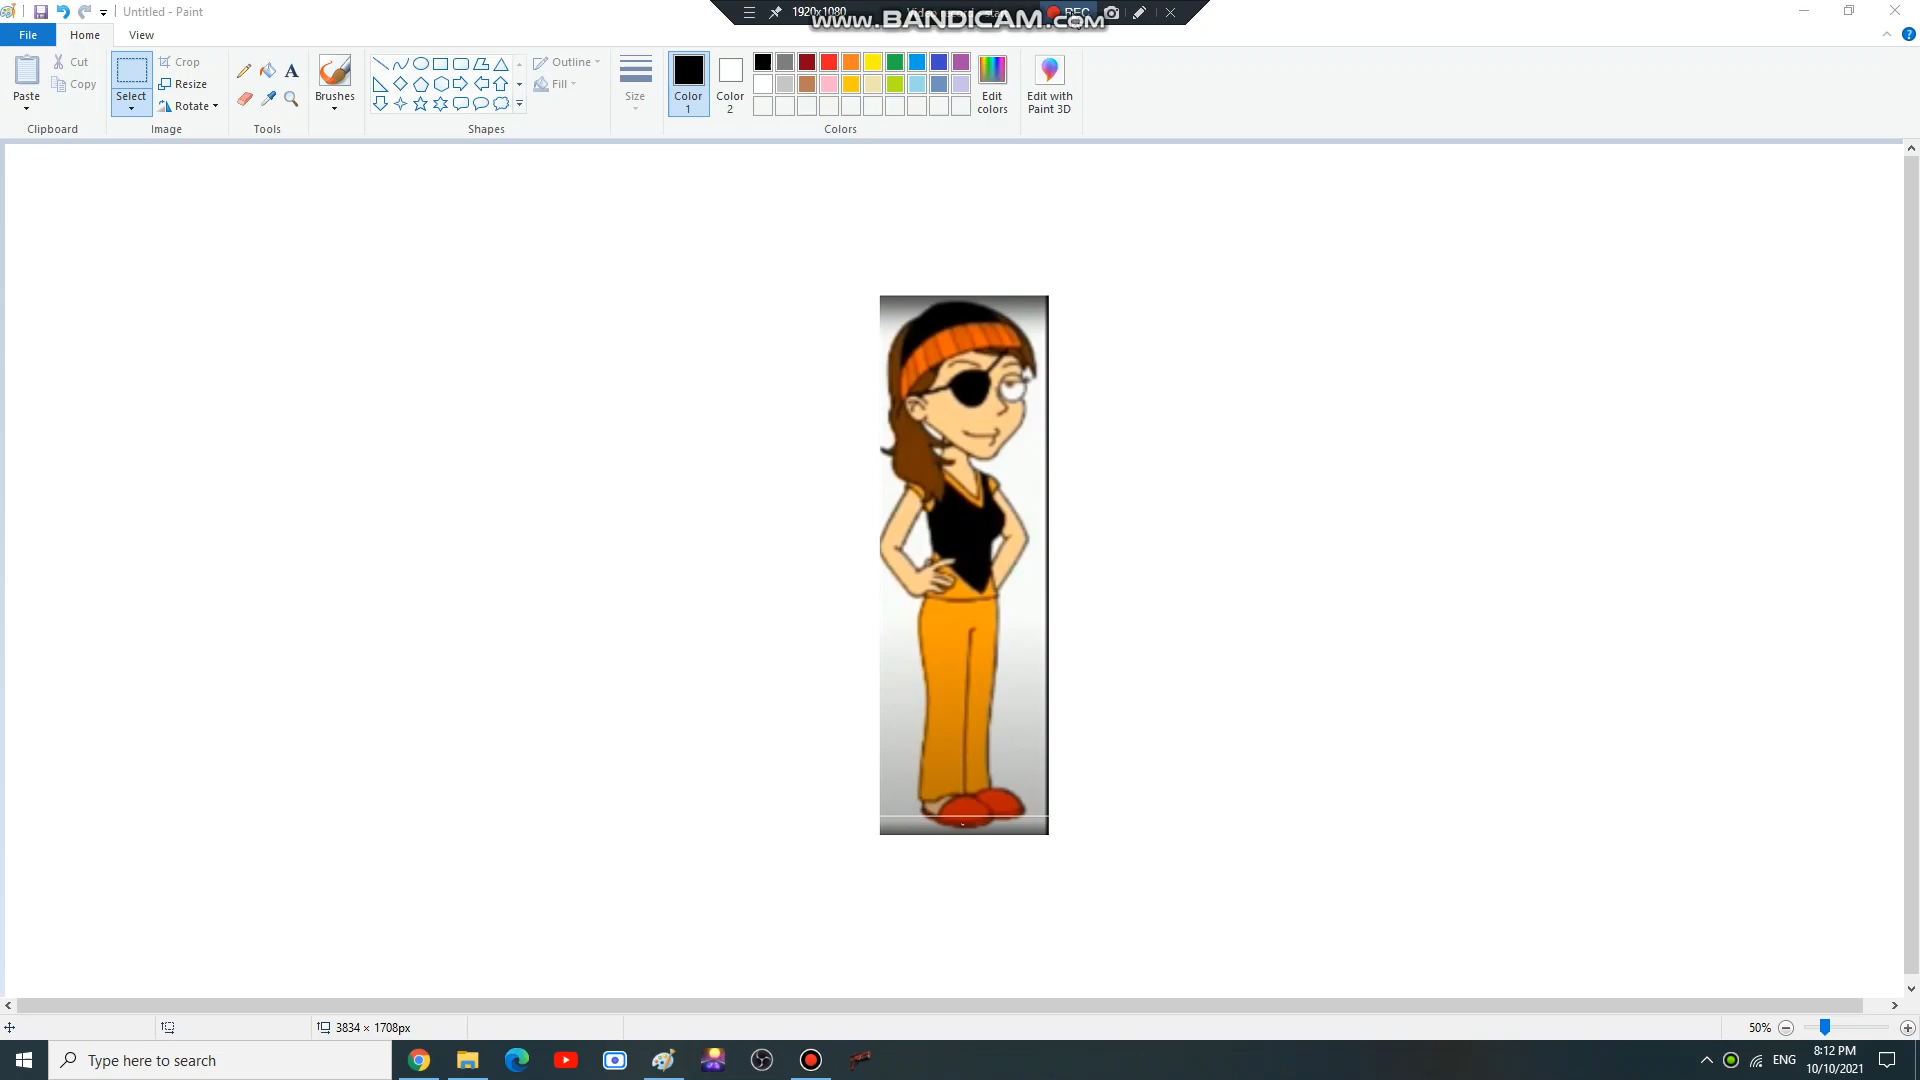 Untitled - Paint
1920x1080
REC
www.BANDICAM.com
File
Home
View
Paste
Cut
Copy
Clipboard
Select
Crop
Resize
Rotate
Image
Tools
Brushes
Shapes
Outline
Fill
Size
Color 1
Color 2
Colors
Edit colors
Edit with Paint 3D
3834 × 1708px
50%
Type here to search
ENG
8:12 PM
10/10/2021